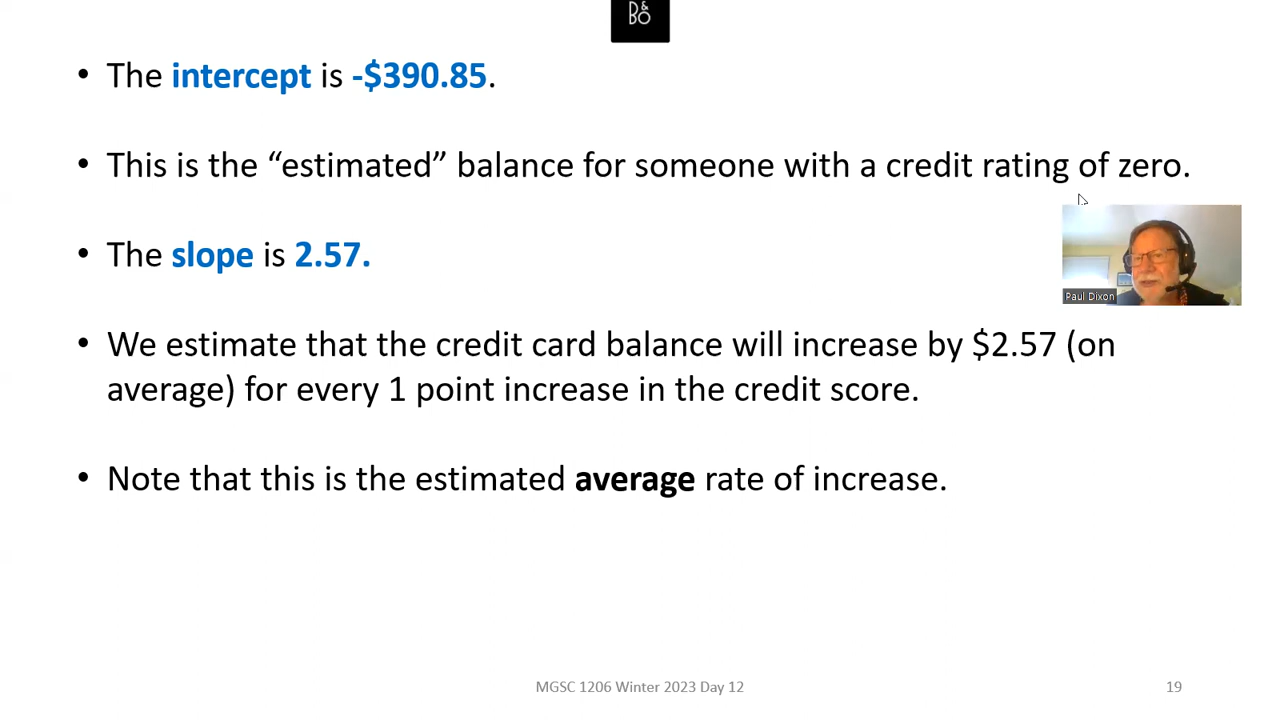 B&
BO
• The intercept is -$390.85.
• This is the “estimated” balance for someone with a credit rating of zero.
• The slope is 2.57.
Paul Dixon
• We estimate that the credit card balance will increase by $2.57 (on
average) for every 1 point increase in the credit score.
• Note that this is the estimated average rate of increase.
MGSC 1206 Winter 2023 Day 12
19